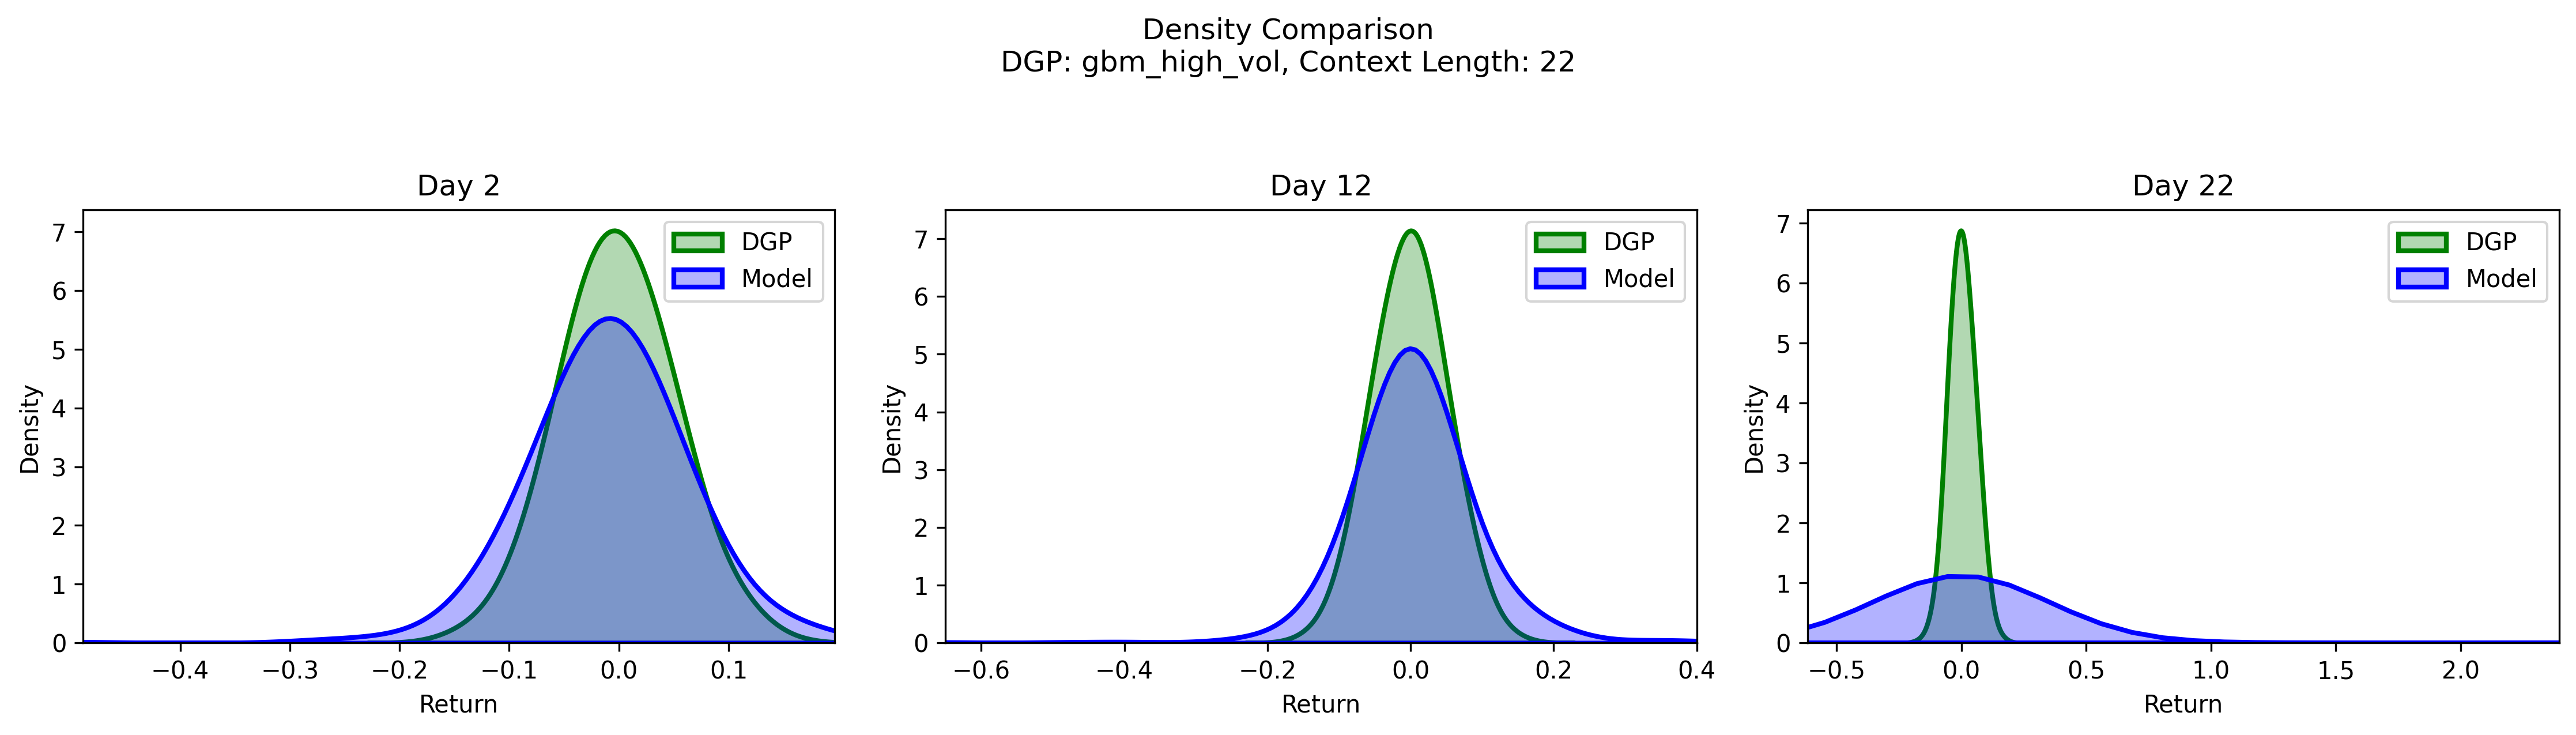 Density Comparison
DGP: gbm_high_vol, Context Length: 22
Day 2
7
6
5
4
3
2
1
0
Density
−0.4
−0.3
−0.2
−0.1
0.0
0.1
Return
DGP
Model
Day 12
7
6
5
4
3
2
1
0
Density
−0.6
−0.4
−0.2
0.0
0.2
0.4
Return
DGP
Model
Day 22
7
6
5
4
3
2
1
0
Density
−0.5
0.0
0.5
1.0
1.5
2.0
Return
DGP
Model